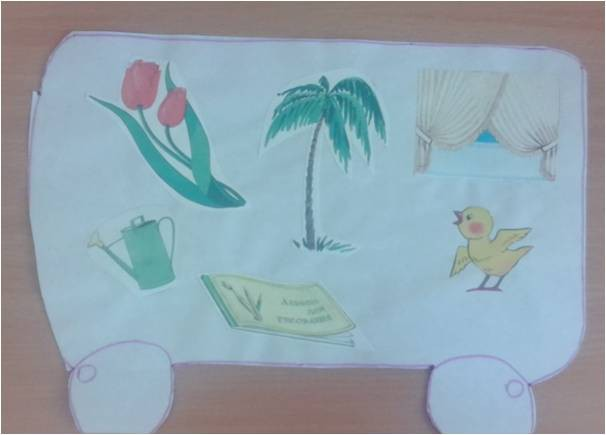 Альбом
для
рисования